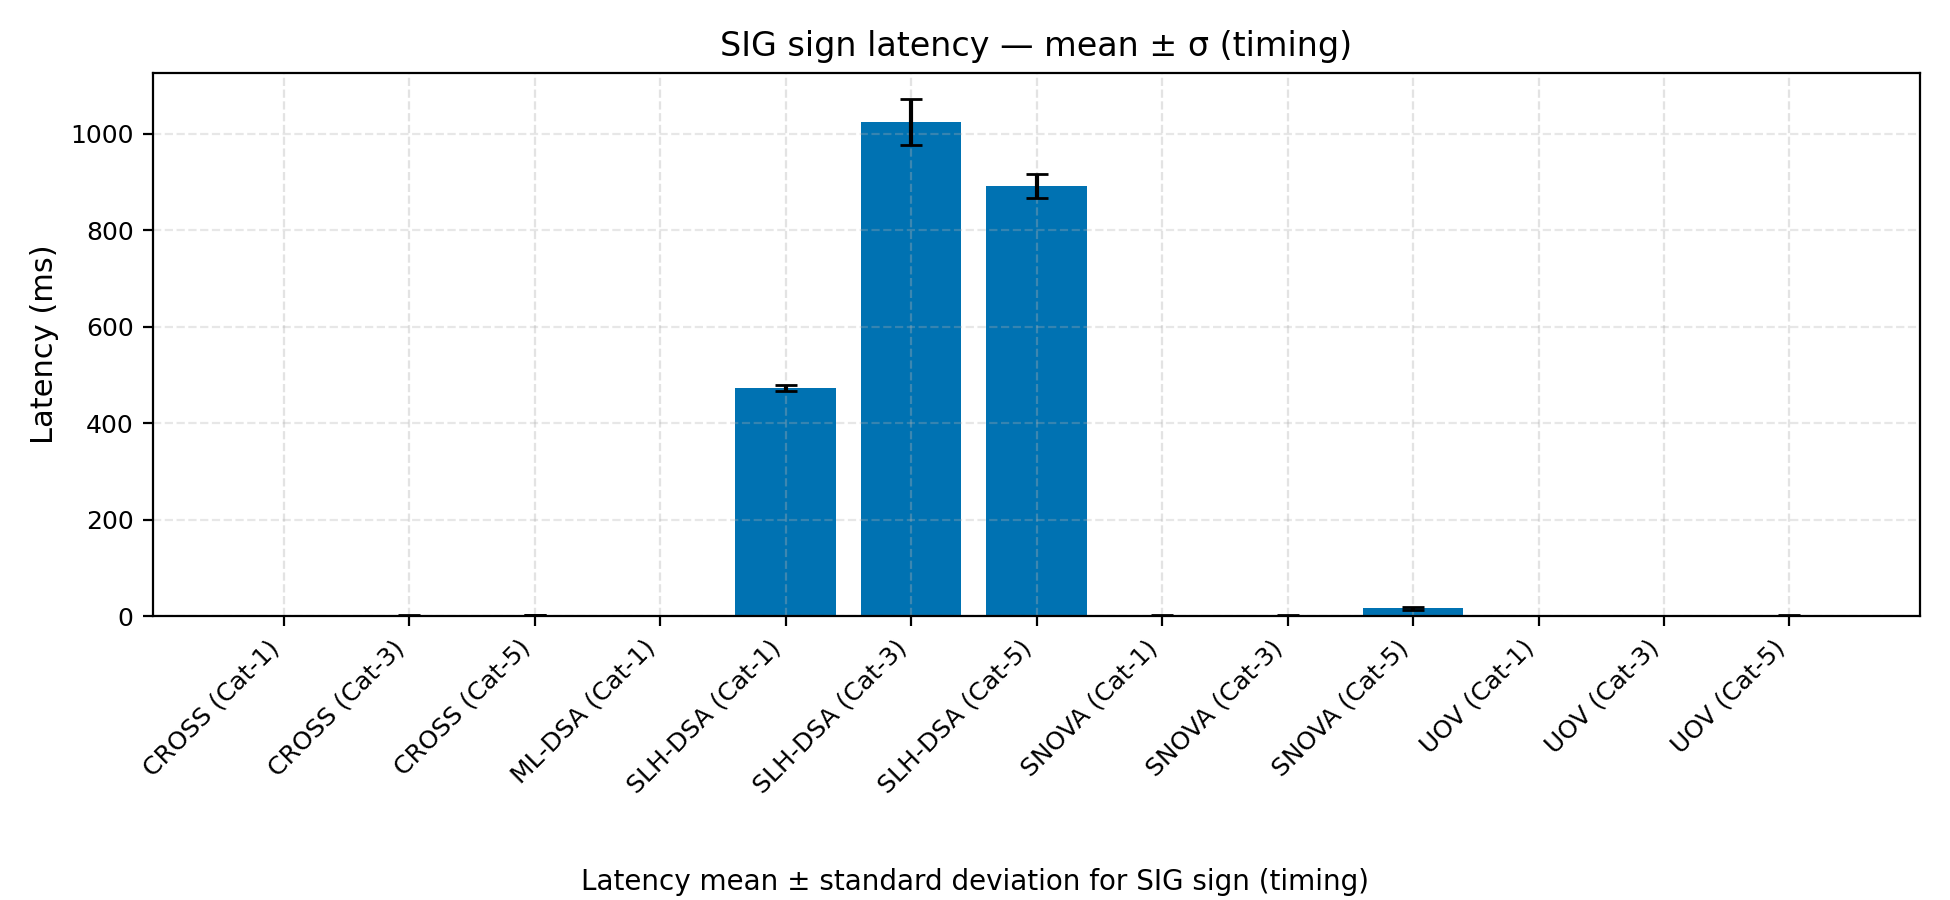 SIG sign latency — mean ± σ (timing)
Latency (ms)
1000
800
600
400
200
0
CROSS (Cat-1)
CROSS (Cat-3)
CROSS (Cat-5)
ML-DSA (Cat-1)
SLH-DSA (Cat-1)
SLH-DSA (Cat-3)
SLH-DSA (Cat-5)
SNOVA (Cat-1)
SNOVA (Cat-3)
SNOVA (Cat-5)
UOV (Cat-1)
UOV (Cat-3)
UOV (Cat-5)
Latency mean ± standard deviation for SIG sign (timing)